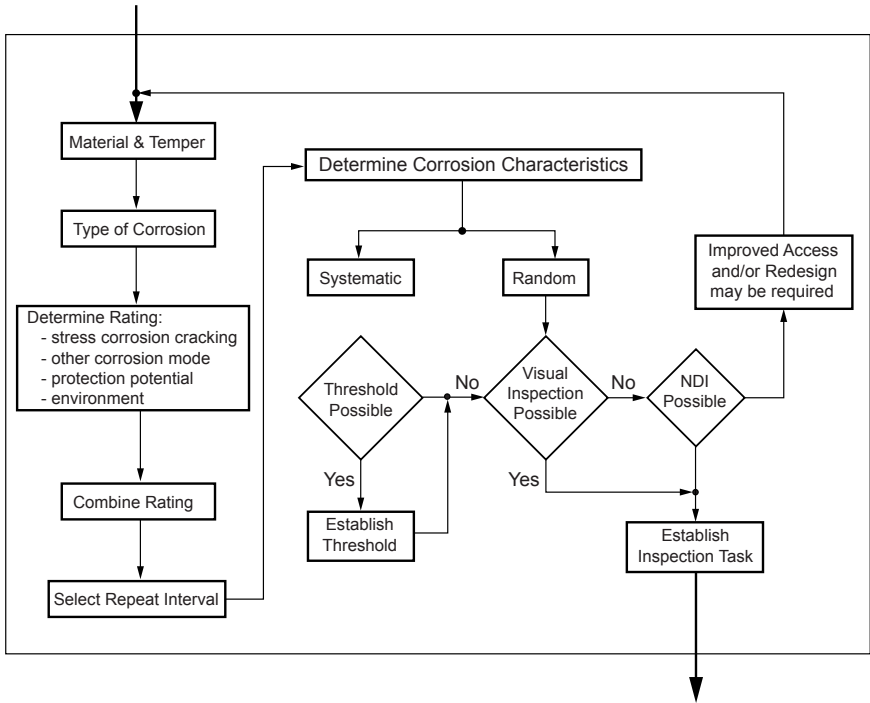 Material & Temper
Type of Corrosion
Determine Rating:
- stress corrosion cracking
- other corrosion mode
- protection potential
- environment
Combine Rating
Select Repeat Interval
Determine Corrosion Characteristics
Systematic
Random
Improved Access
and/or Redesign
may be required
Threshold
Possible
No
Visual
Inspection
Possible
No
NDI
Possible
Yes
Yes
Establish
Threshold
Establish
Inspection Task